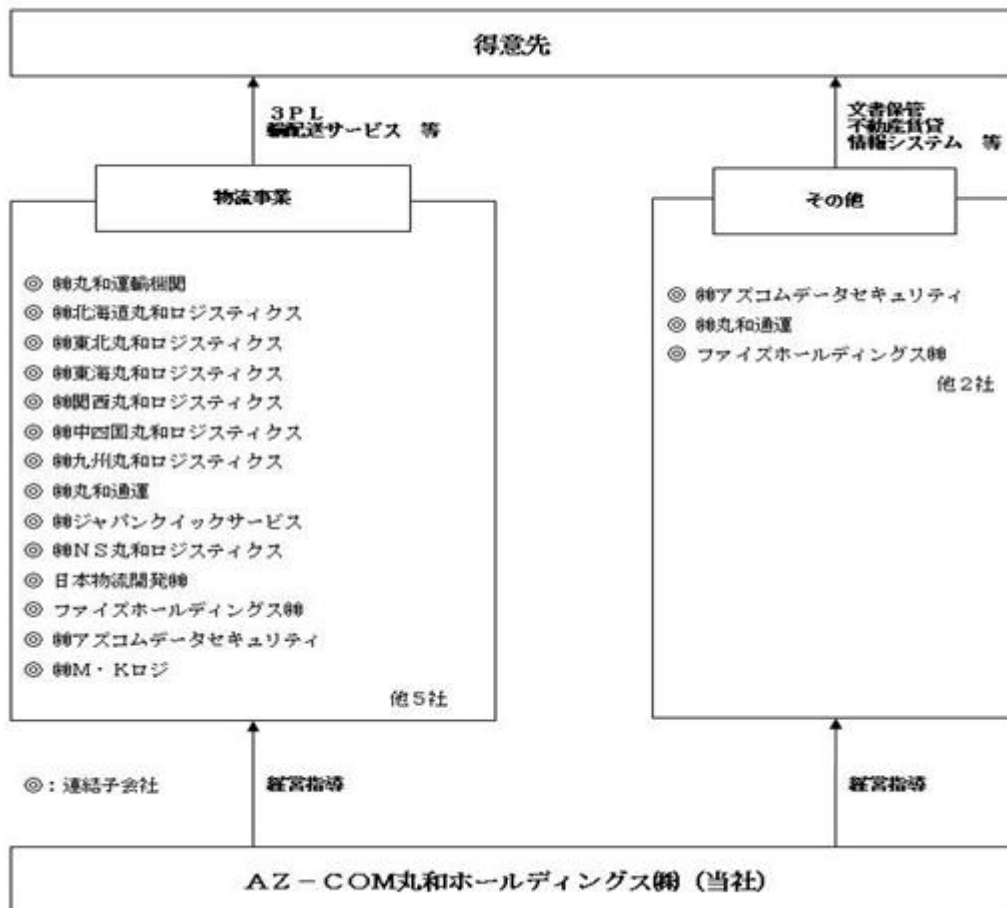 得意先
３ＰＬ
輸配送サービス 等
文書保管
不動産賃貸
情報システム 等
物流事業
◎ ㈱丸和運輸機関
◎ ㈱北海道丸和ロジスティクス
◎ ㈱東北丸和ロジスティクス
◎ ㈱東海丸和ロジスティクス
◎ ㈱関西丸和ロジスティクス
◎ ㈱中四国丸和ロジスティクス
◎ ㈱九州丸和ロジスティクス
◎ ㈱丸和通運
◎ ㈱ジャパンクイックサービス
◎ ㈱ＮＳ丸和ロジスティクス
◎ 日本物流開発㈱
◎ ファイズホールディングス㈱
◎ ㈱アズコムデータセキュリティ
◎ ㈱Ｍ・Ｋロジ
他５社
その他
◎ ㈱アズコムデータセキュリティ
◎ ㈱丸和通運
◎ ファイズホールディングス㈱
他２社
◎：連結子会社
経営指導
経営指導
ＡＺ－ＣＯＭ丸和ホールディングス㈱（当社）